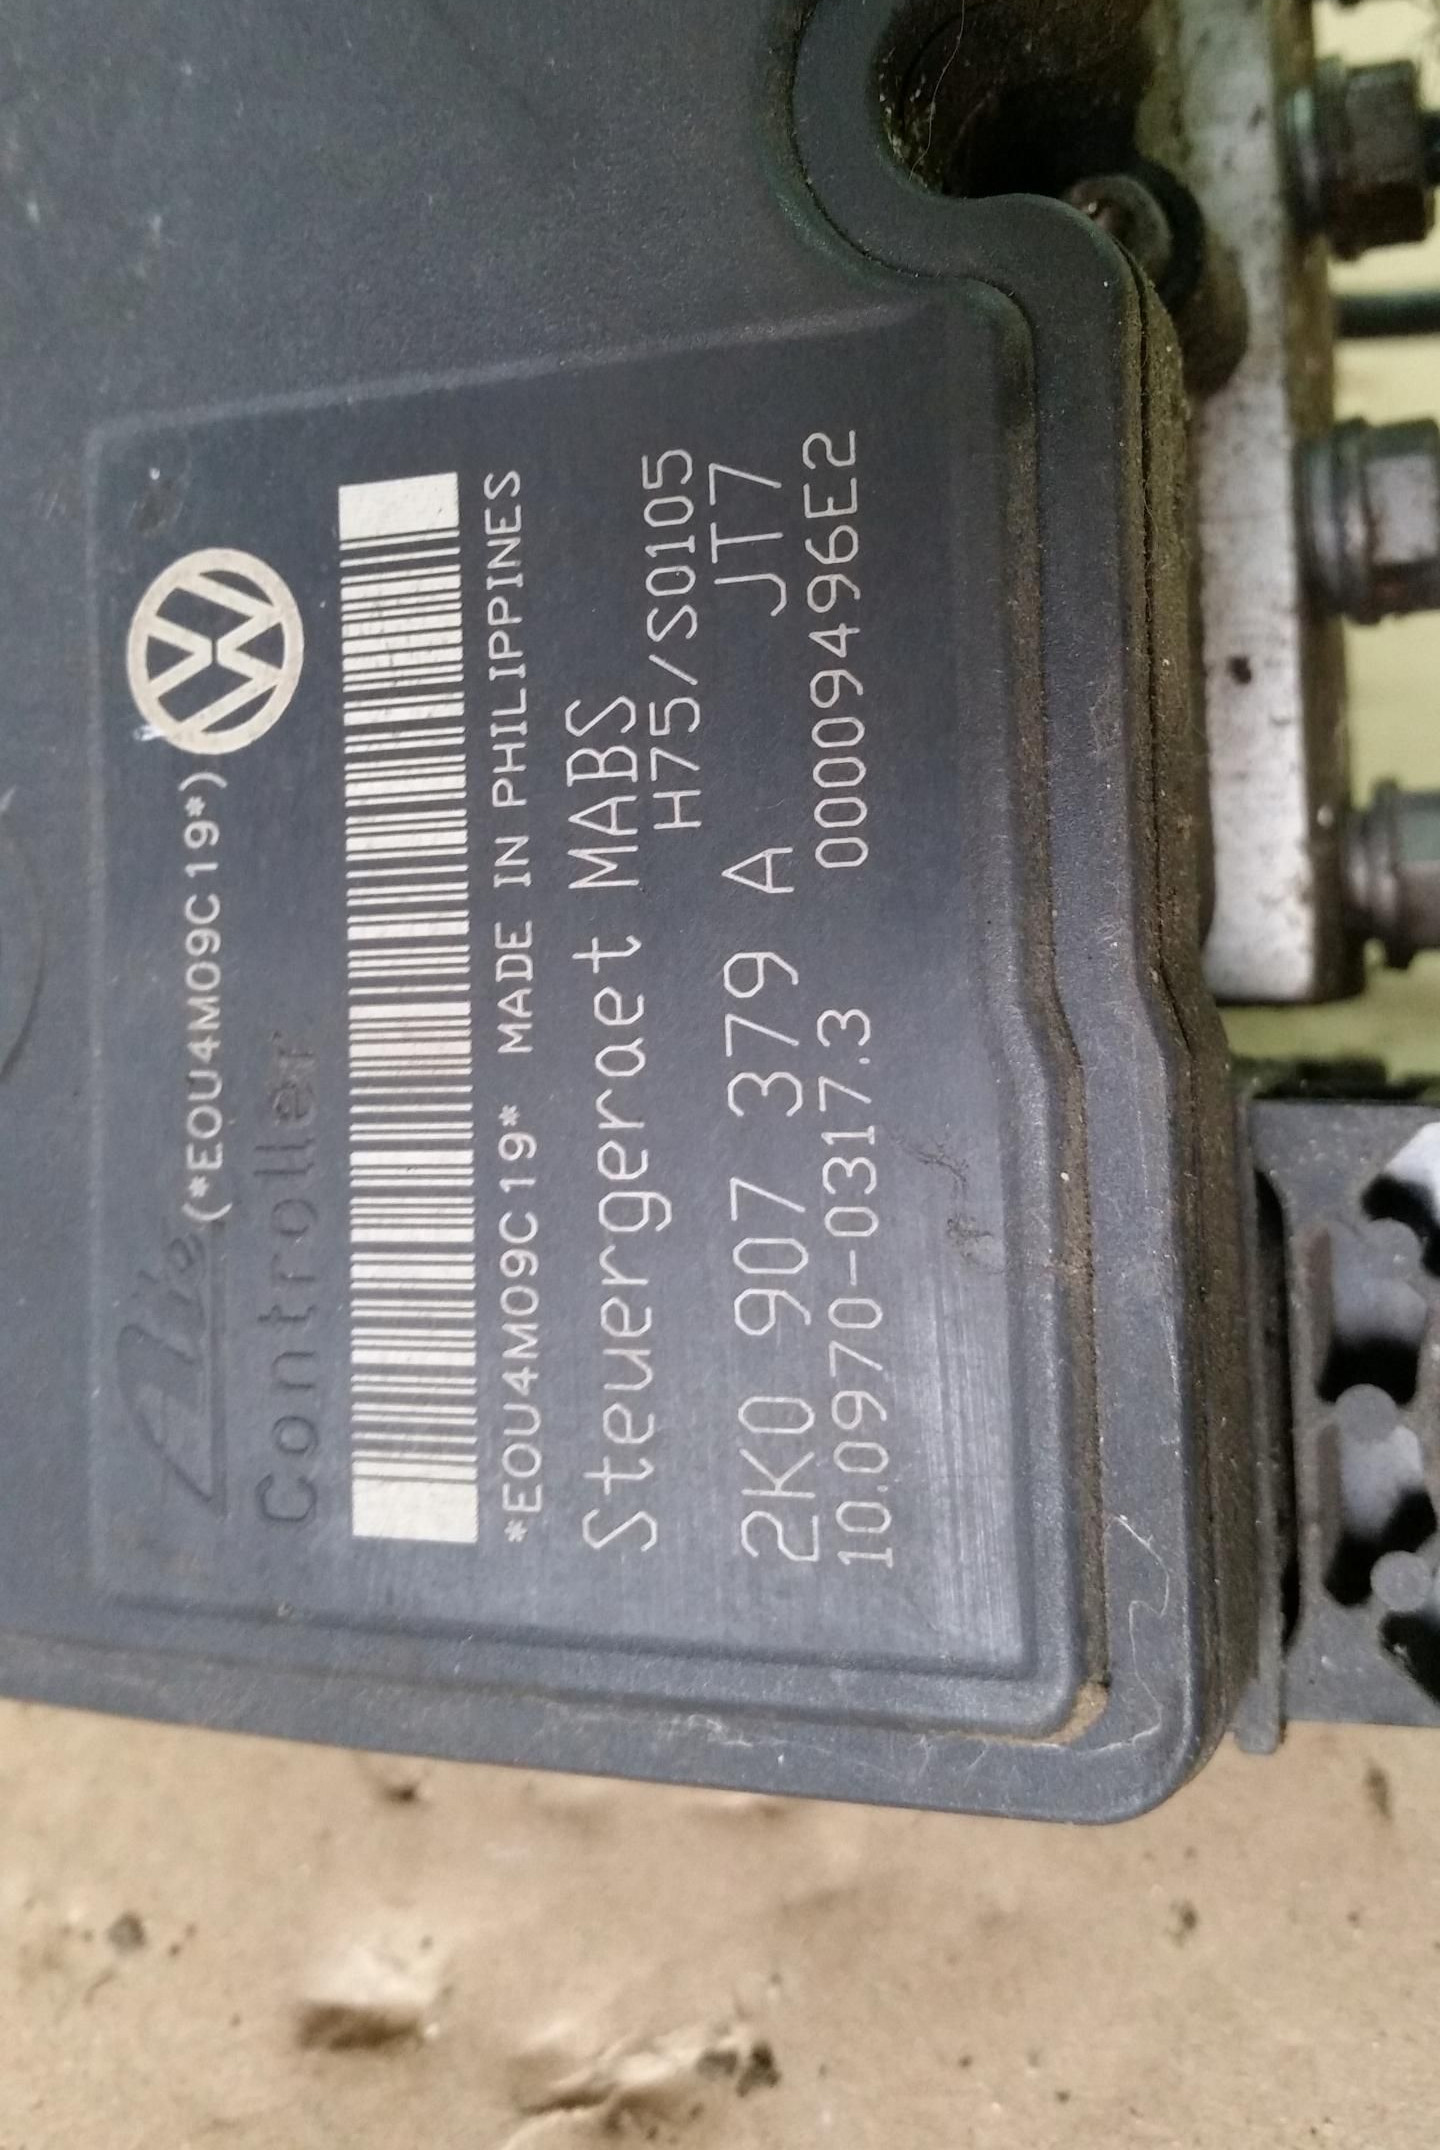 Ate (*EOU4M09C19*)
Controller
*EOU4M09C19* MADE IN PHILIPPINES
Steuergeraet MABS
H75/S0105
2K0 907 379 A JT7
10.0970-0317.3 00009496E2